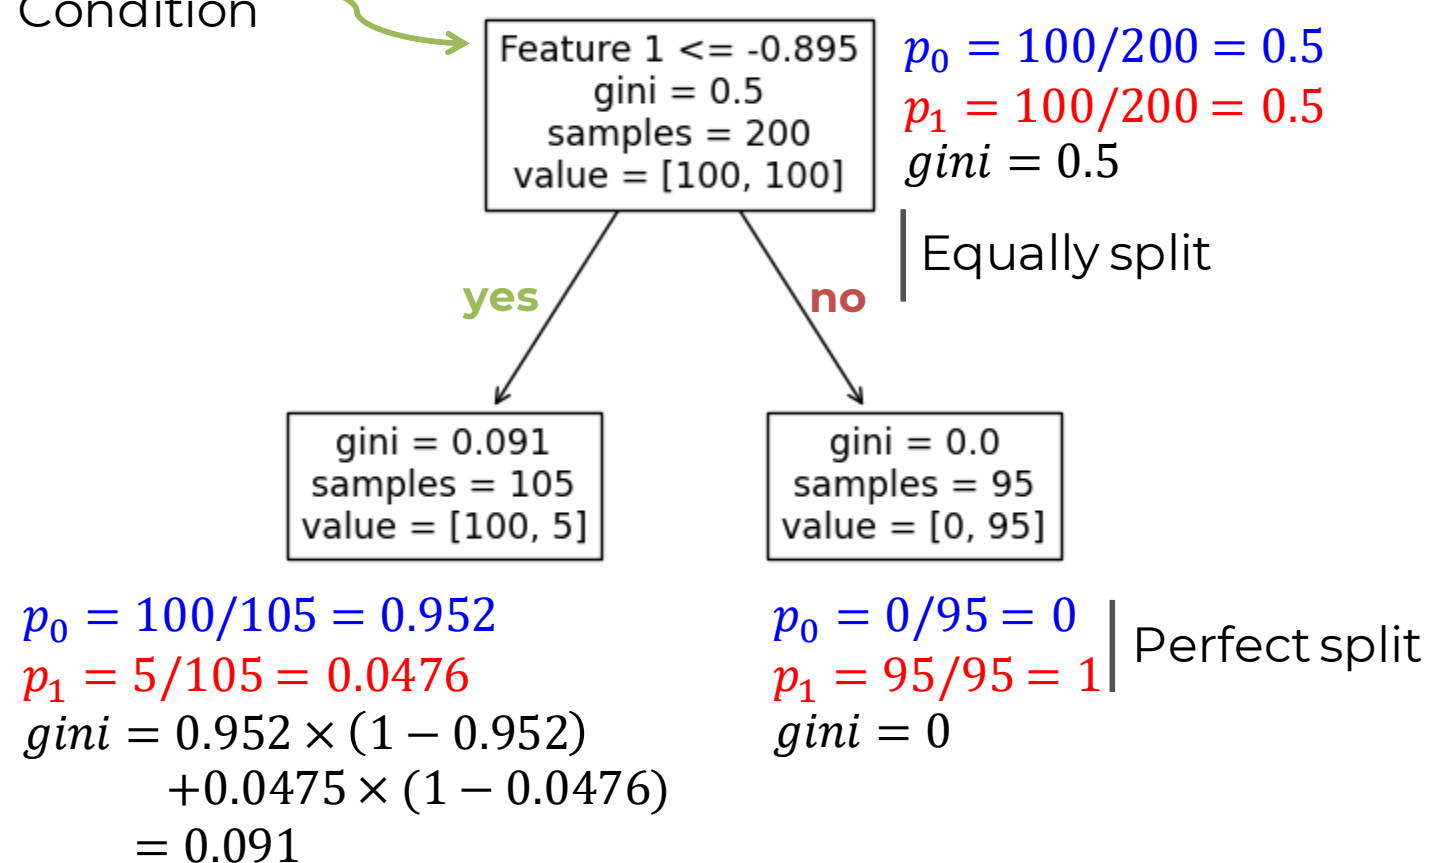 Condition
Feature 1 <= -0.895
gini = 0.5
samples = 200
value = [100, 100]
p₀ = 100/200 = 0.5
p₁ = 100/200 = 0.5
gini = 0.5
Equally split
yes
no
gini = 0.091
samples = 105
value = [100, 5]
gini = 0.0
samples = 95
value = [0, 95]
p₀ = 100/105 = 0.952
p₁ = 5/105 = 0.0476
gini = 0.952 × (1 − 0.952)
+0.0475 × (1 − 0.0476)
= 0.091
p₀ = 0/95 = 0
p₁ = 95/95 = 1
gini = 0
Perfect split